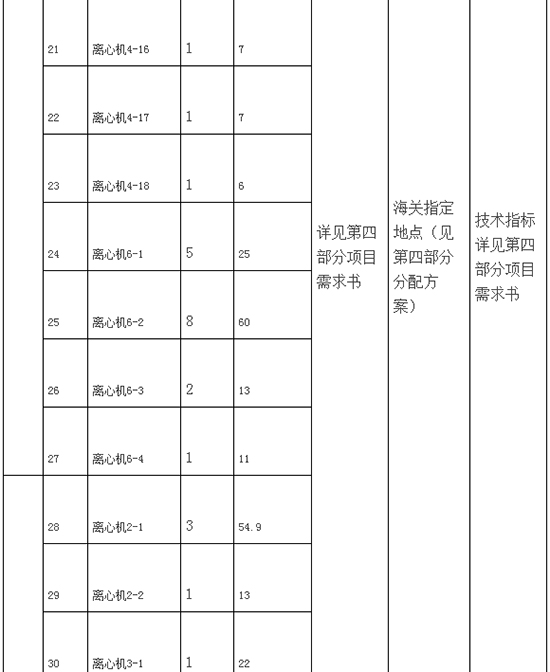 21 离心机4-16 1 7
22 离心机4-17 1 7
23 离心机4-18 1 6
24 离心机6-1 5 25
25 离心机6-2 8 60
26 离心机6-3 2 13
27 离心机6-4 1 11
28 离心机2-1 3 54.9
29 离心机2-2 1 13
30 离心机3-1 1 22
详见第四
部分项目
需求书
海关指定
地点（见
第四部分
分配方
案）
技术指标
详见第四
部分项目
需求书